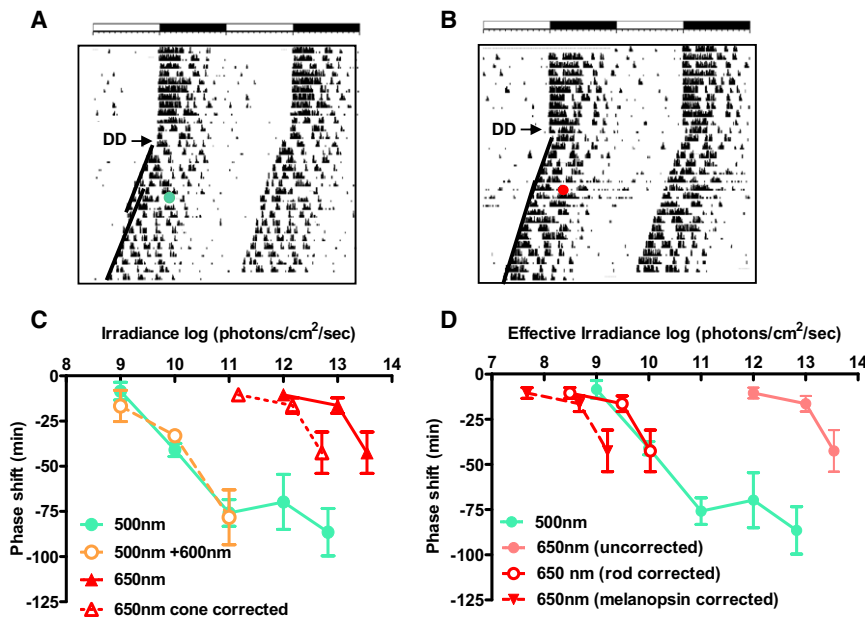 A
DD
B
DD
C
Irradiance log (photons/cm²/sec)
8 9 10 11 12 13 14
0
-25
-50
-75
-100
-125
Phase shift (min)
500nm
500nm +600nm
650nm
650nm cone corrected
D
Effective Irradiance log (photons/cm²/sec)
7 8 9 10 11 12 13 14
0
-25
-50
-75
-100
-125
Phase shift (min)
500nm
650nm (uncorrected)
650 nm (rod corrected)
650nm (melanopsin corrected)